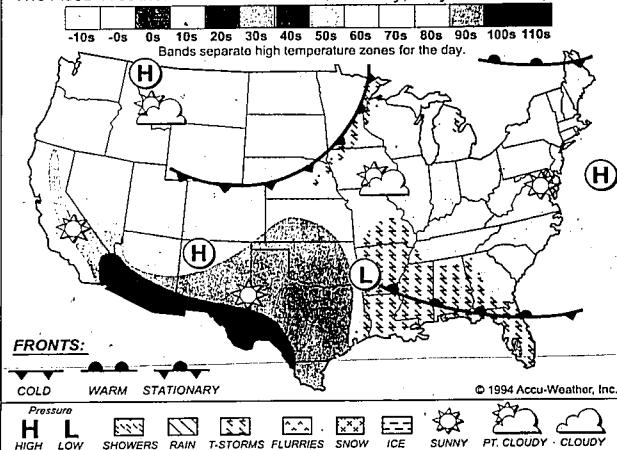 -10s -0s 0s 10s 20s 30s 40s 50s 60s 70s 80s 90s 100s 110s
Bands separate high temperature zones for the day.
H
H
H
L
FRONTS:
COLD WARM STATIONARY
© 1994 Accu-Weather, Inc.
Pressure
H L
HIGH LOW SHOWERS RAIN T-STORMS FLURRIES SNOW ICE SUNNY PT. CLOUDY CLOUDY